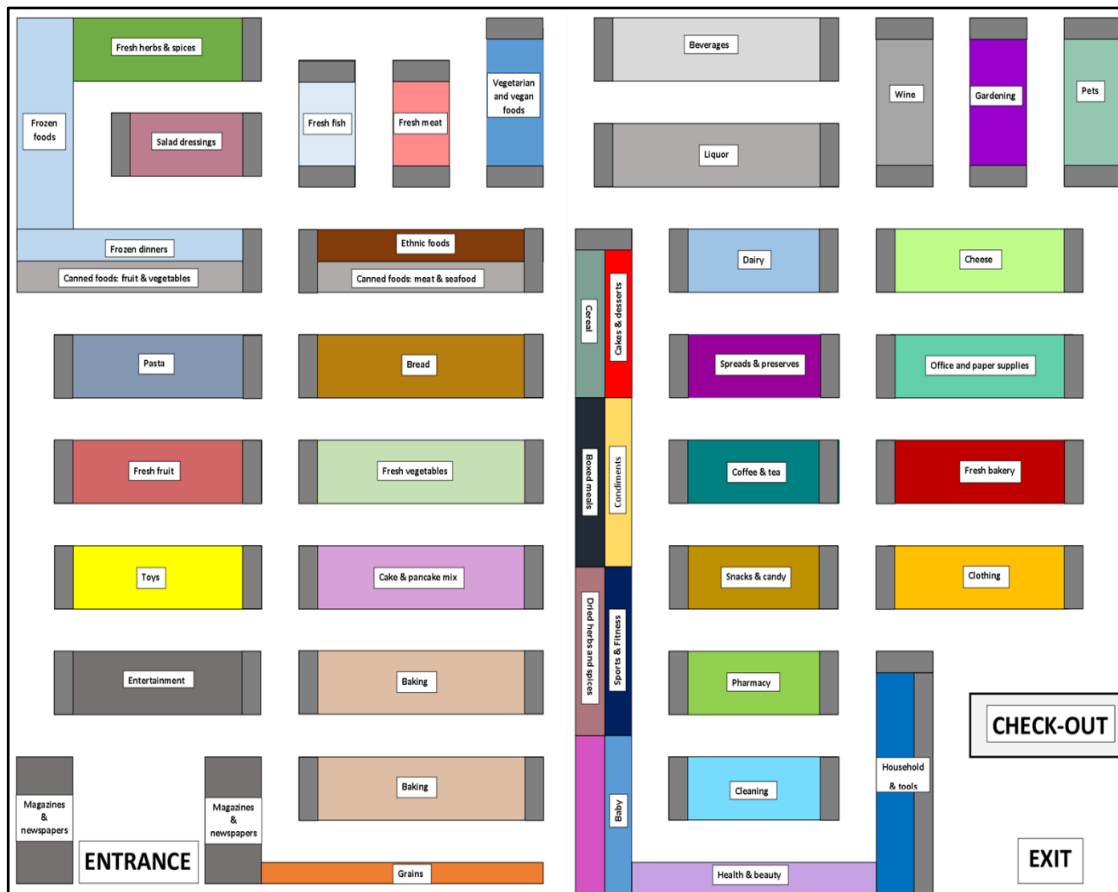 Fresh herbs & spices
Beverages
Vegetarian
and vegan
foods
Wine
Gardening
Pets
Frozen
foods
Salad dressings
Fresh fish
Fresh meat
Liquor
Frozen dinners
Canned foods: fruit & vegetables
Ethnic foods
Canned foods: meat & seafood
Cereal
Cakes & desserts
Dairy
Cheese
Pasta
Bread
Spreads & preserves
Office and paper supplies
Fresh fruit
Fresh vegetables
Boxed meals
Condiments
Coffee & tea
Fresh bakery
Toys
Cake & pancake mix
Dried herbs and spices
Sports & Fitness
Snacks & candy
Clothing
Entertainment
Baking
Pharmacy
CHECK-OUT
Magazines
&
newspapers
Magazines
&
newspapers
Baking
Baby
Cleaning
Household
& tools
ENTRANCE
Grains
Health & beauty
EXIT